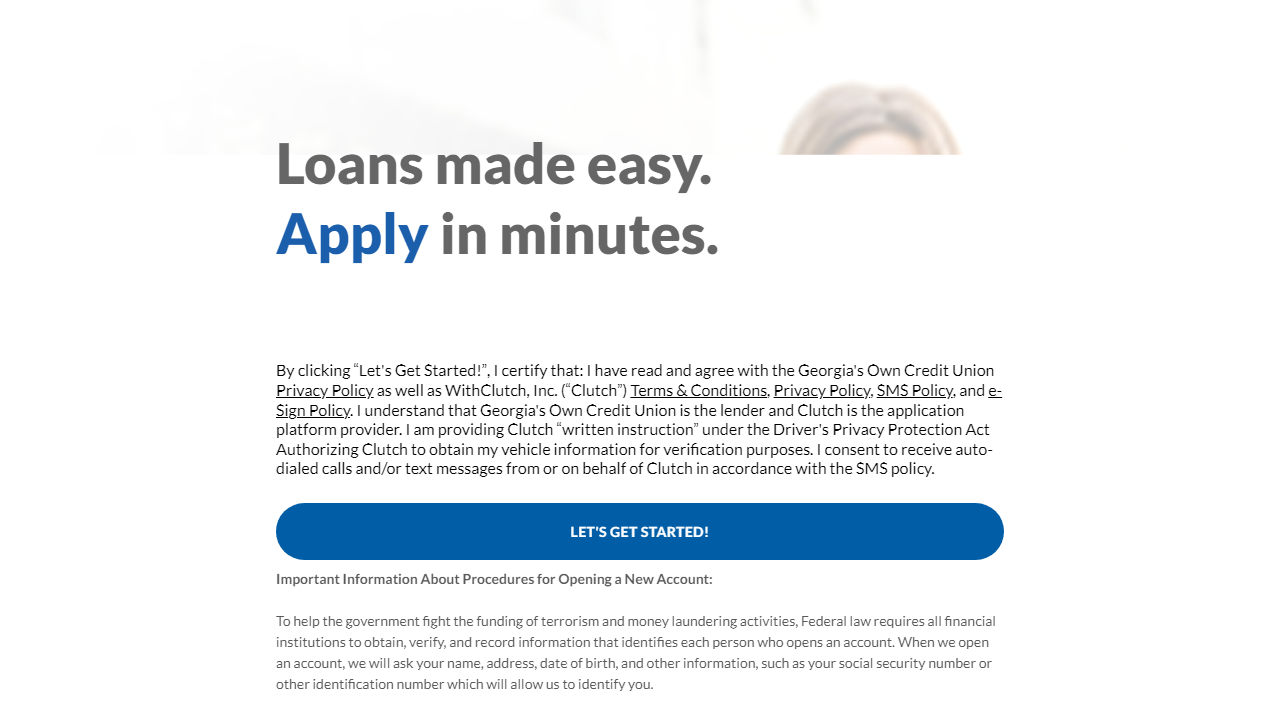 Loans made easy.
Apply in minutes.
By clicking “Let's Get Started!”, I certify that: I have read and agree with the Georgia's Own Credit Union
Privacy Policy as well as WithClutch, Inc. (“Clutch”) Terms & Conditions, Privacy Policy, SMS Policy, and e-
Sign Policy. I understand that Georgia's Own Credit Union is the lender and Clutch is the application
platform provider. I am providing Clutch “written instruction” under the Driver's Privacy Protection Act
Authorizing Clutch to obtain my vehicle information for verification purposes. I consent to receive auto-
dialed calls and/or text messages from or on behalf of Clutch in accordance with the SMS policy.
LET'S GET STARTED!
Important Information About Procedures for Opening a New Account:
To help the government fight the funding of terrorism and money laundering activities, Federal law requires all financial
institutions to obtain, verify, and record information that identifies each person who opens an account. When we open
an account, we will ask your name, address, date of birth, and other information, such as your social security number or
other identification number which will allow us to identify you.